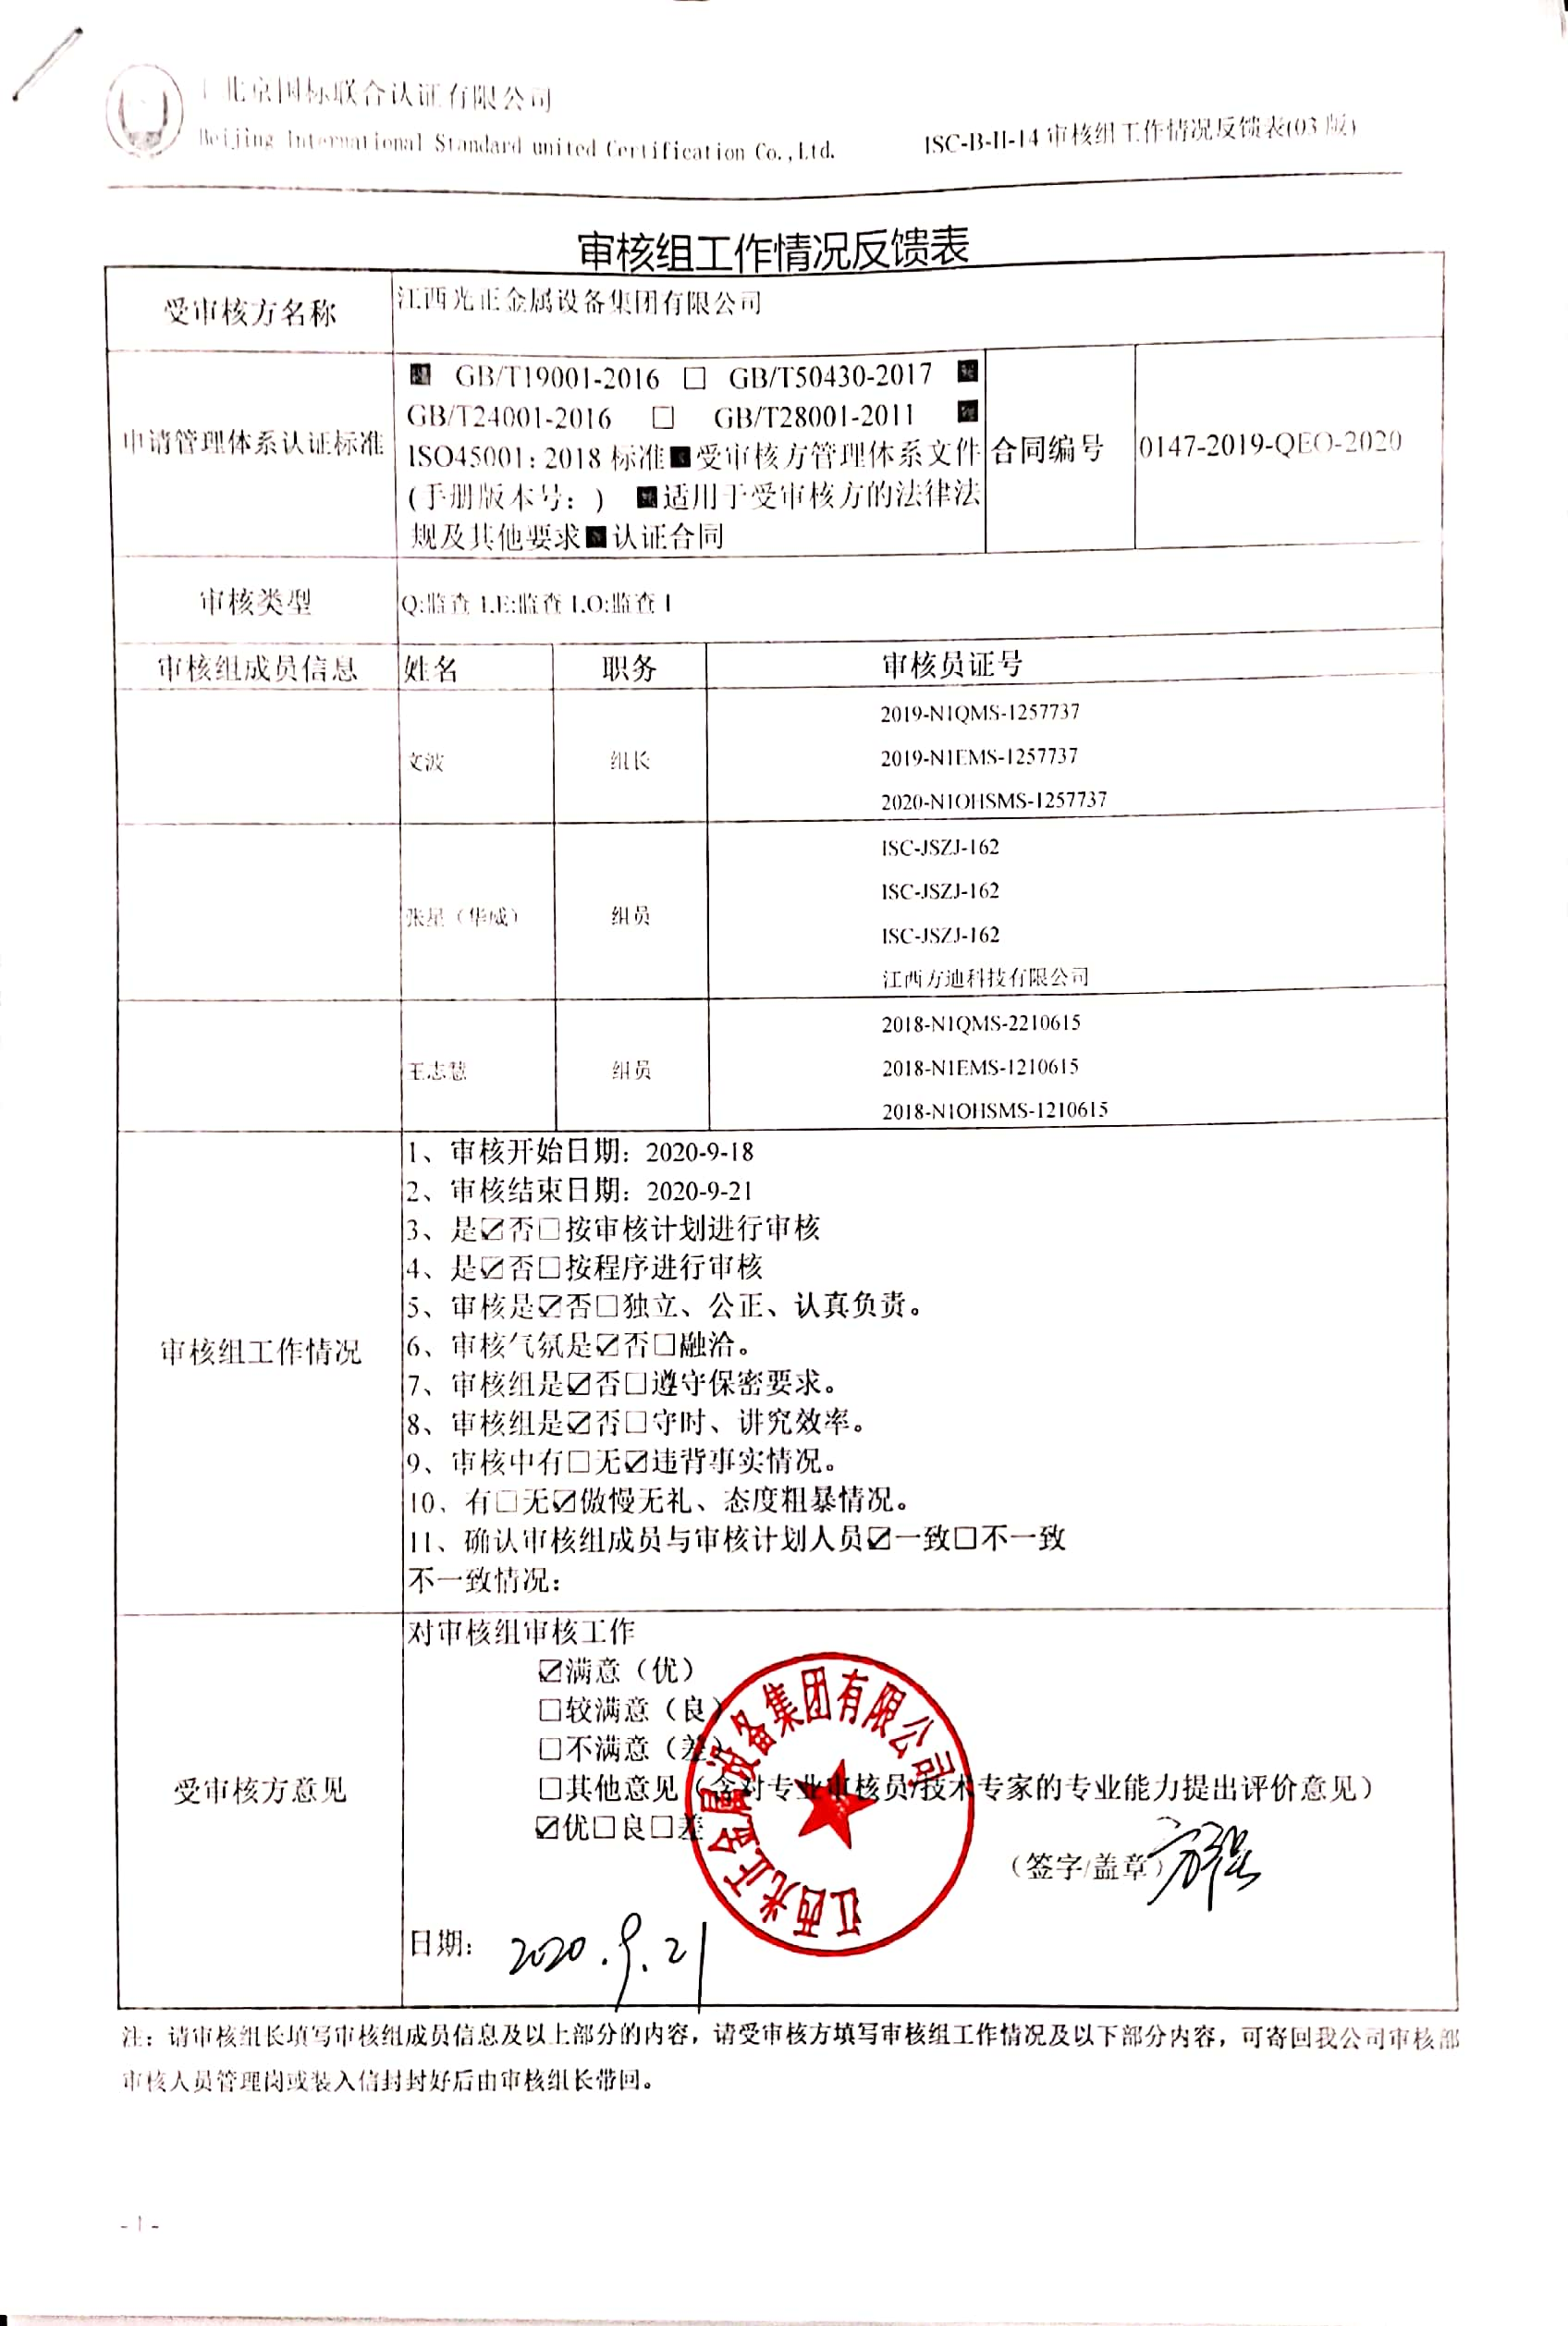 北京国标联合认证有限公司
Beijing International Standard united Certification Co.,Ltd.
ISC-B-II-14 审核组工作情况反馈表(03版)
审核组工作情况反馈表
受审核方名称
江西光正金属设备集团有限公司
申请管理体系认证标准
■ GB/T19001-2016 □ GB/T50430-2017 ■
GB/T24001-2016 □ GB/T28001-2011 ■
ISO45001:2018 标准■受审核方管理体系文件
(手册版本号: ) ■适用于受审核方的法律法
规及其他要求■认证合同
合同编号
0147-2019-QEO-2020
审核类型
Q:监查 1,E:监查 1,O:监查 1
审核组成员信息 姓名 职务 审核员证号
文波 组长
2019-N1QMS-1257737
2019-N1EMS-1257737
2020-N1OHSMS-1257737
张星（华威） 组员
ISC-JSZJ-162
ISC-JSZJ-162
ISC-JSZJ-162
江西方迪科技有限公司
王志慧 组员
2018-N1QMS-2210615
2018-N1EMS-1210615
2018-N1OHSMS-1210615
审核组工作情况
1、审核开始日期：2020-9-18
2、审核结束日期：2020-9-21
3、是☑否□按审核计划进行审核
4、是☑否□按程序进行审核
5、审核是☑否□独立、公正、认真负责。
6、审核气氛是☑否□融洽。
7、审核组是☑否□遵守保密要求。
8、审核组是☑否□守时、讲究效率。
9、审核中有□无☑违背事实情况。
10、有□无☑傲慢无礼、态度粗暴情况。
11、确认审核组成员与审核计划人员☑一致□不一致
不一致情况：
受审核方意见
对审核组审核工作
☑满意（优）
□较满意（良）
□不满意（差）
□其他意见（含对专业审核员/技术专家的专业能力提出评价意见）
☑优□良□差
（签字/盖章）
江西光正金属设备集团有限公司
日期： 2020.9.21
注：请审核组长填写审核组成员信息及以上部分的内容，请受审核方填写审核组工作情况及以下部分内容，可寄回我公司审核部
审核人员管理岗或装入信封封好后由审核组长带回。
- 1 -